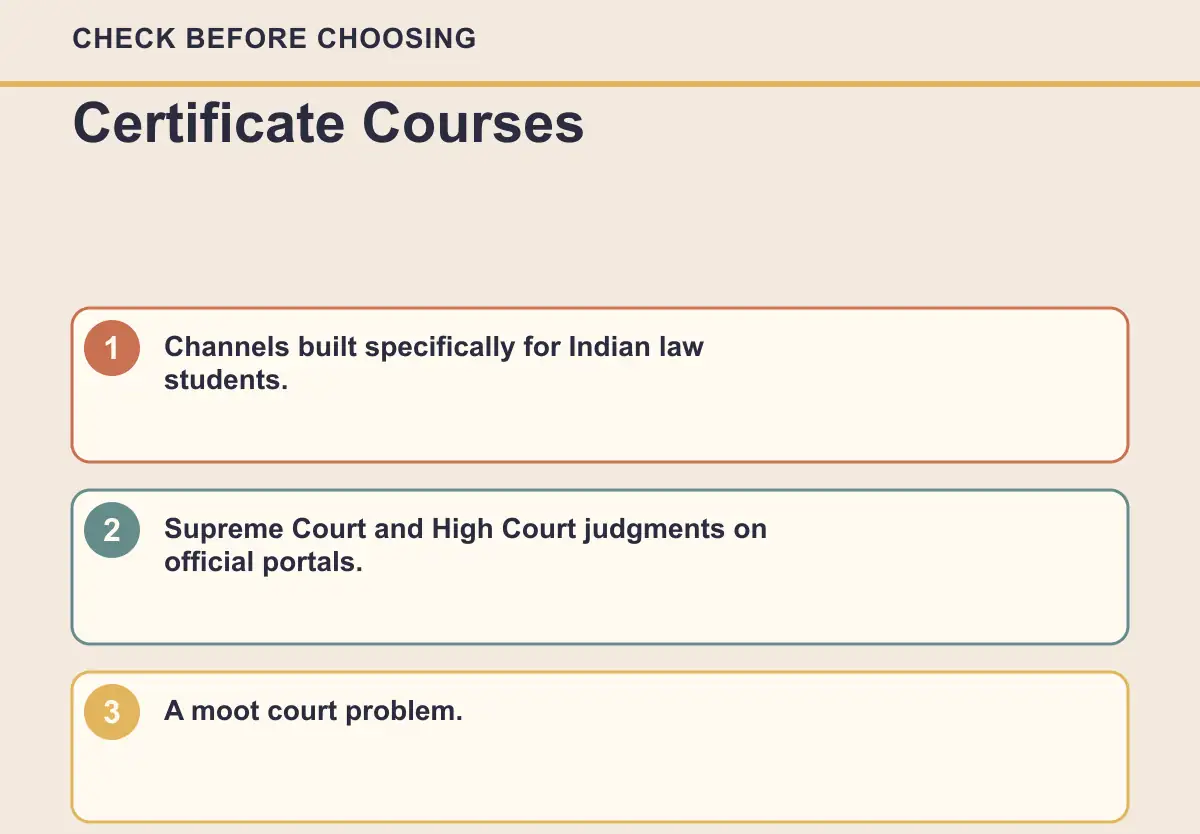 CHECK BEFORE CHOOSING
Certificate Courses
1
Channels built specifically for Indian law
students.
2
Supreme Court and High Court judgments on
official portals.
3
A moot court problem.